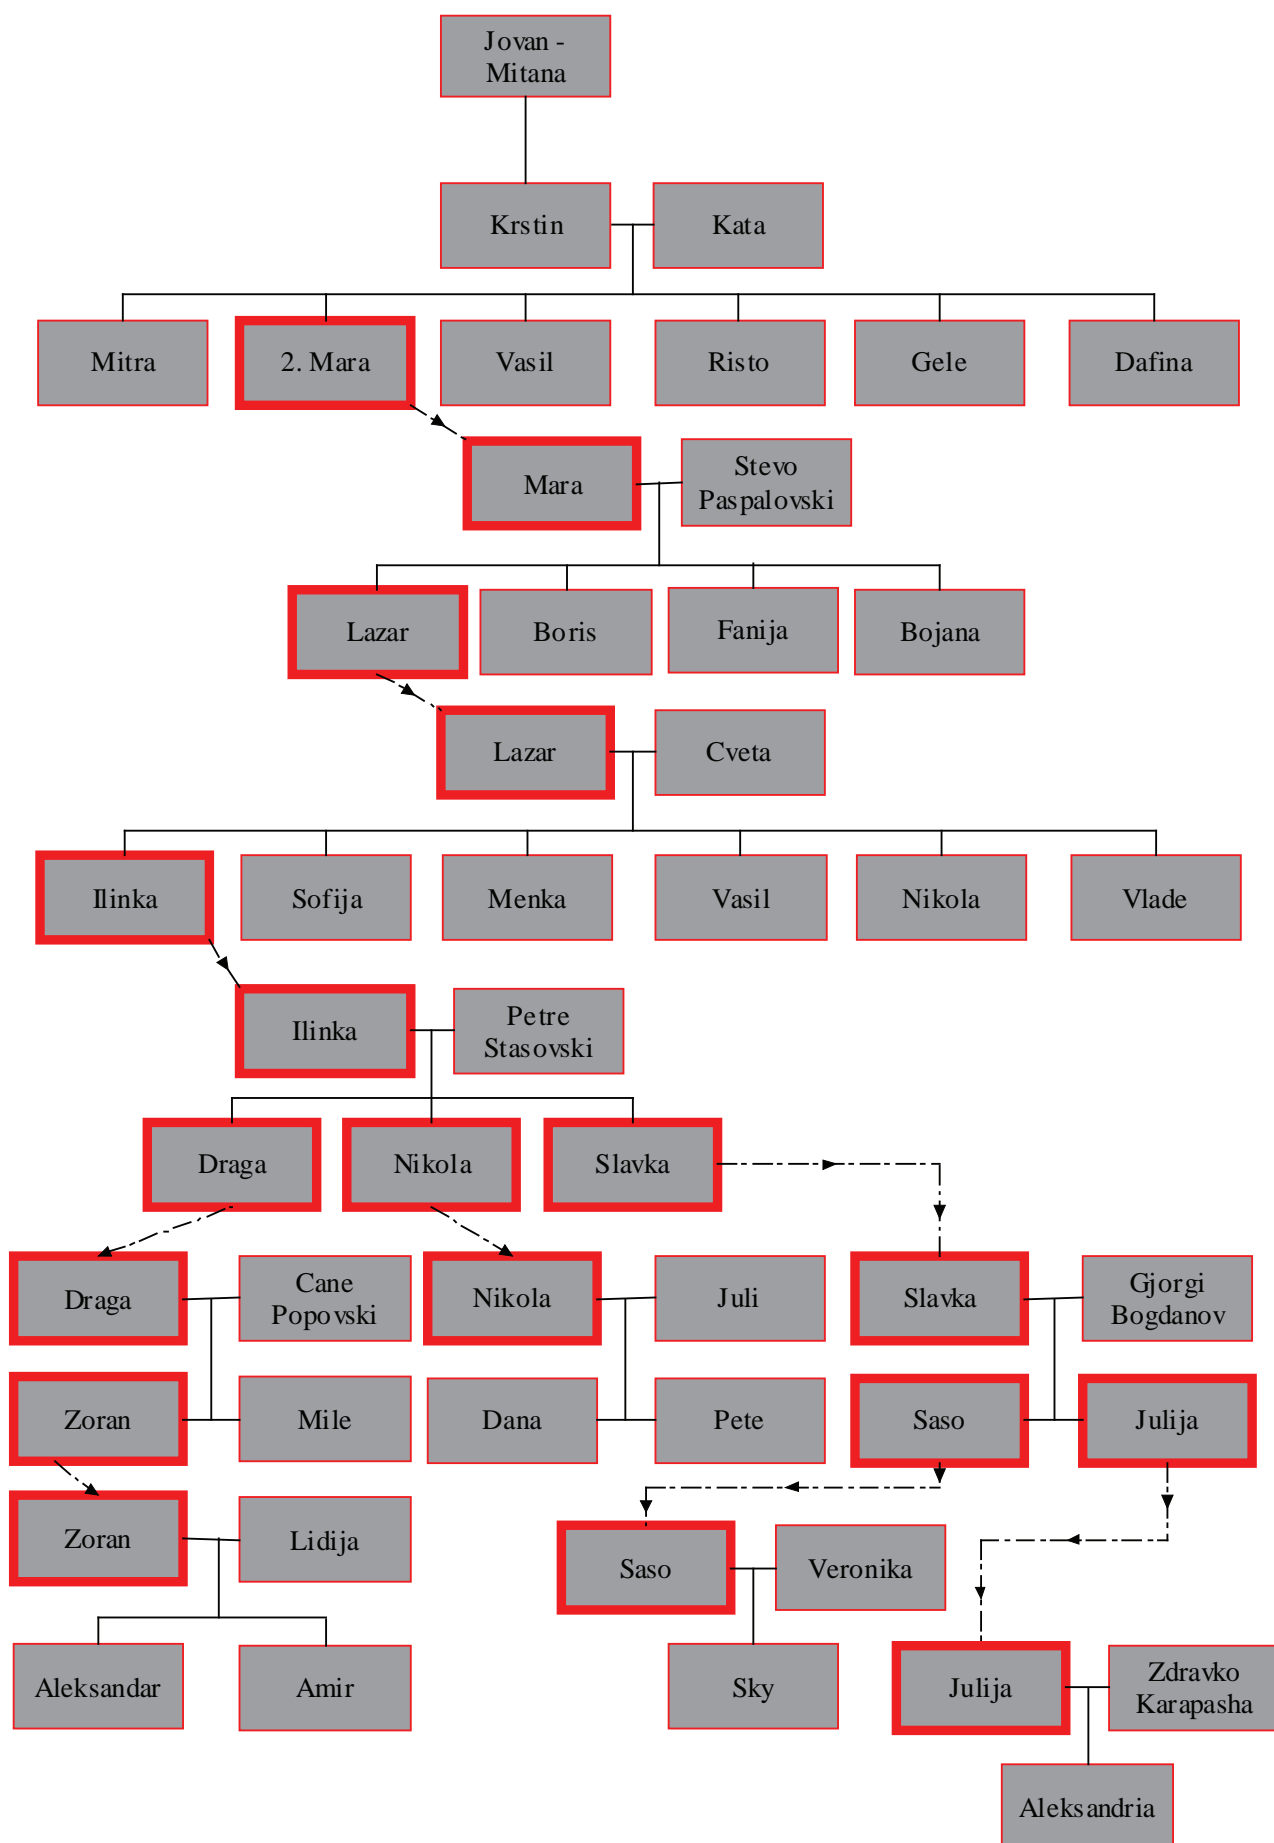 Jovan -
Mitana
Krstin
Kata
Mitra
2. Mara
Vasil
Risto
Gele
Dafina
Mara
Stevo
Paspalovski
Lazar
Boris
Fanija
Bojana
Lazar
Cveta
Ilinka
Sofija
Menka
Vasil
Nikola
Vlade
Ilinka
Petre
Stasovski
Draga
Nikola
Slavka
Draga
Cane
Popovski
Nikola
Juli
Slavka
Gjorgi
Bogdanov
Zoran
Mile
Dana
Pete
Saso
Julija
Zoran
Lidija
Saso
Veronika
Aleksandar
Amir
Sky
Julija
Zdravko
Karapasha
Aleksandria